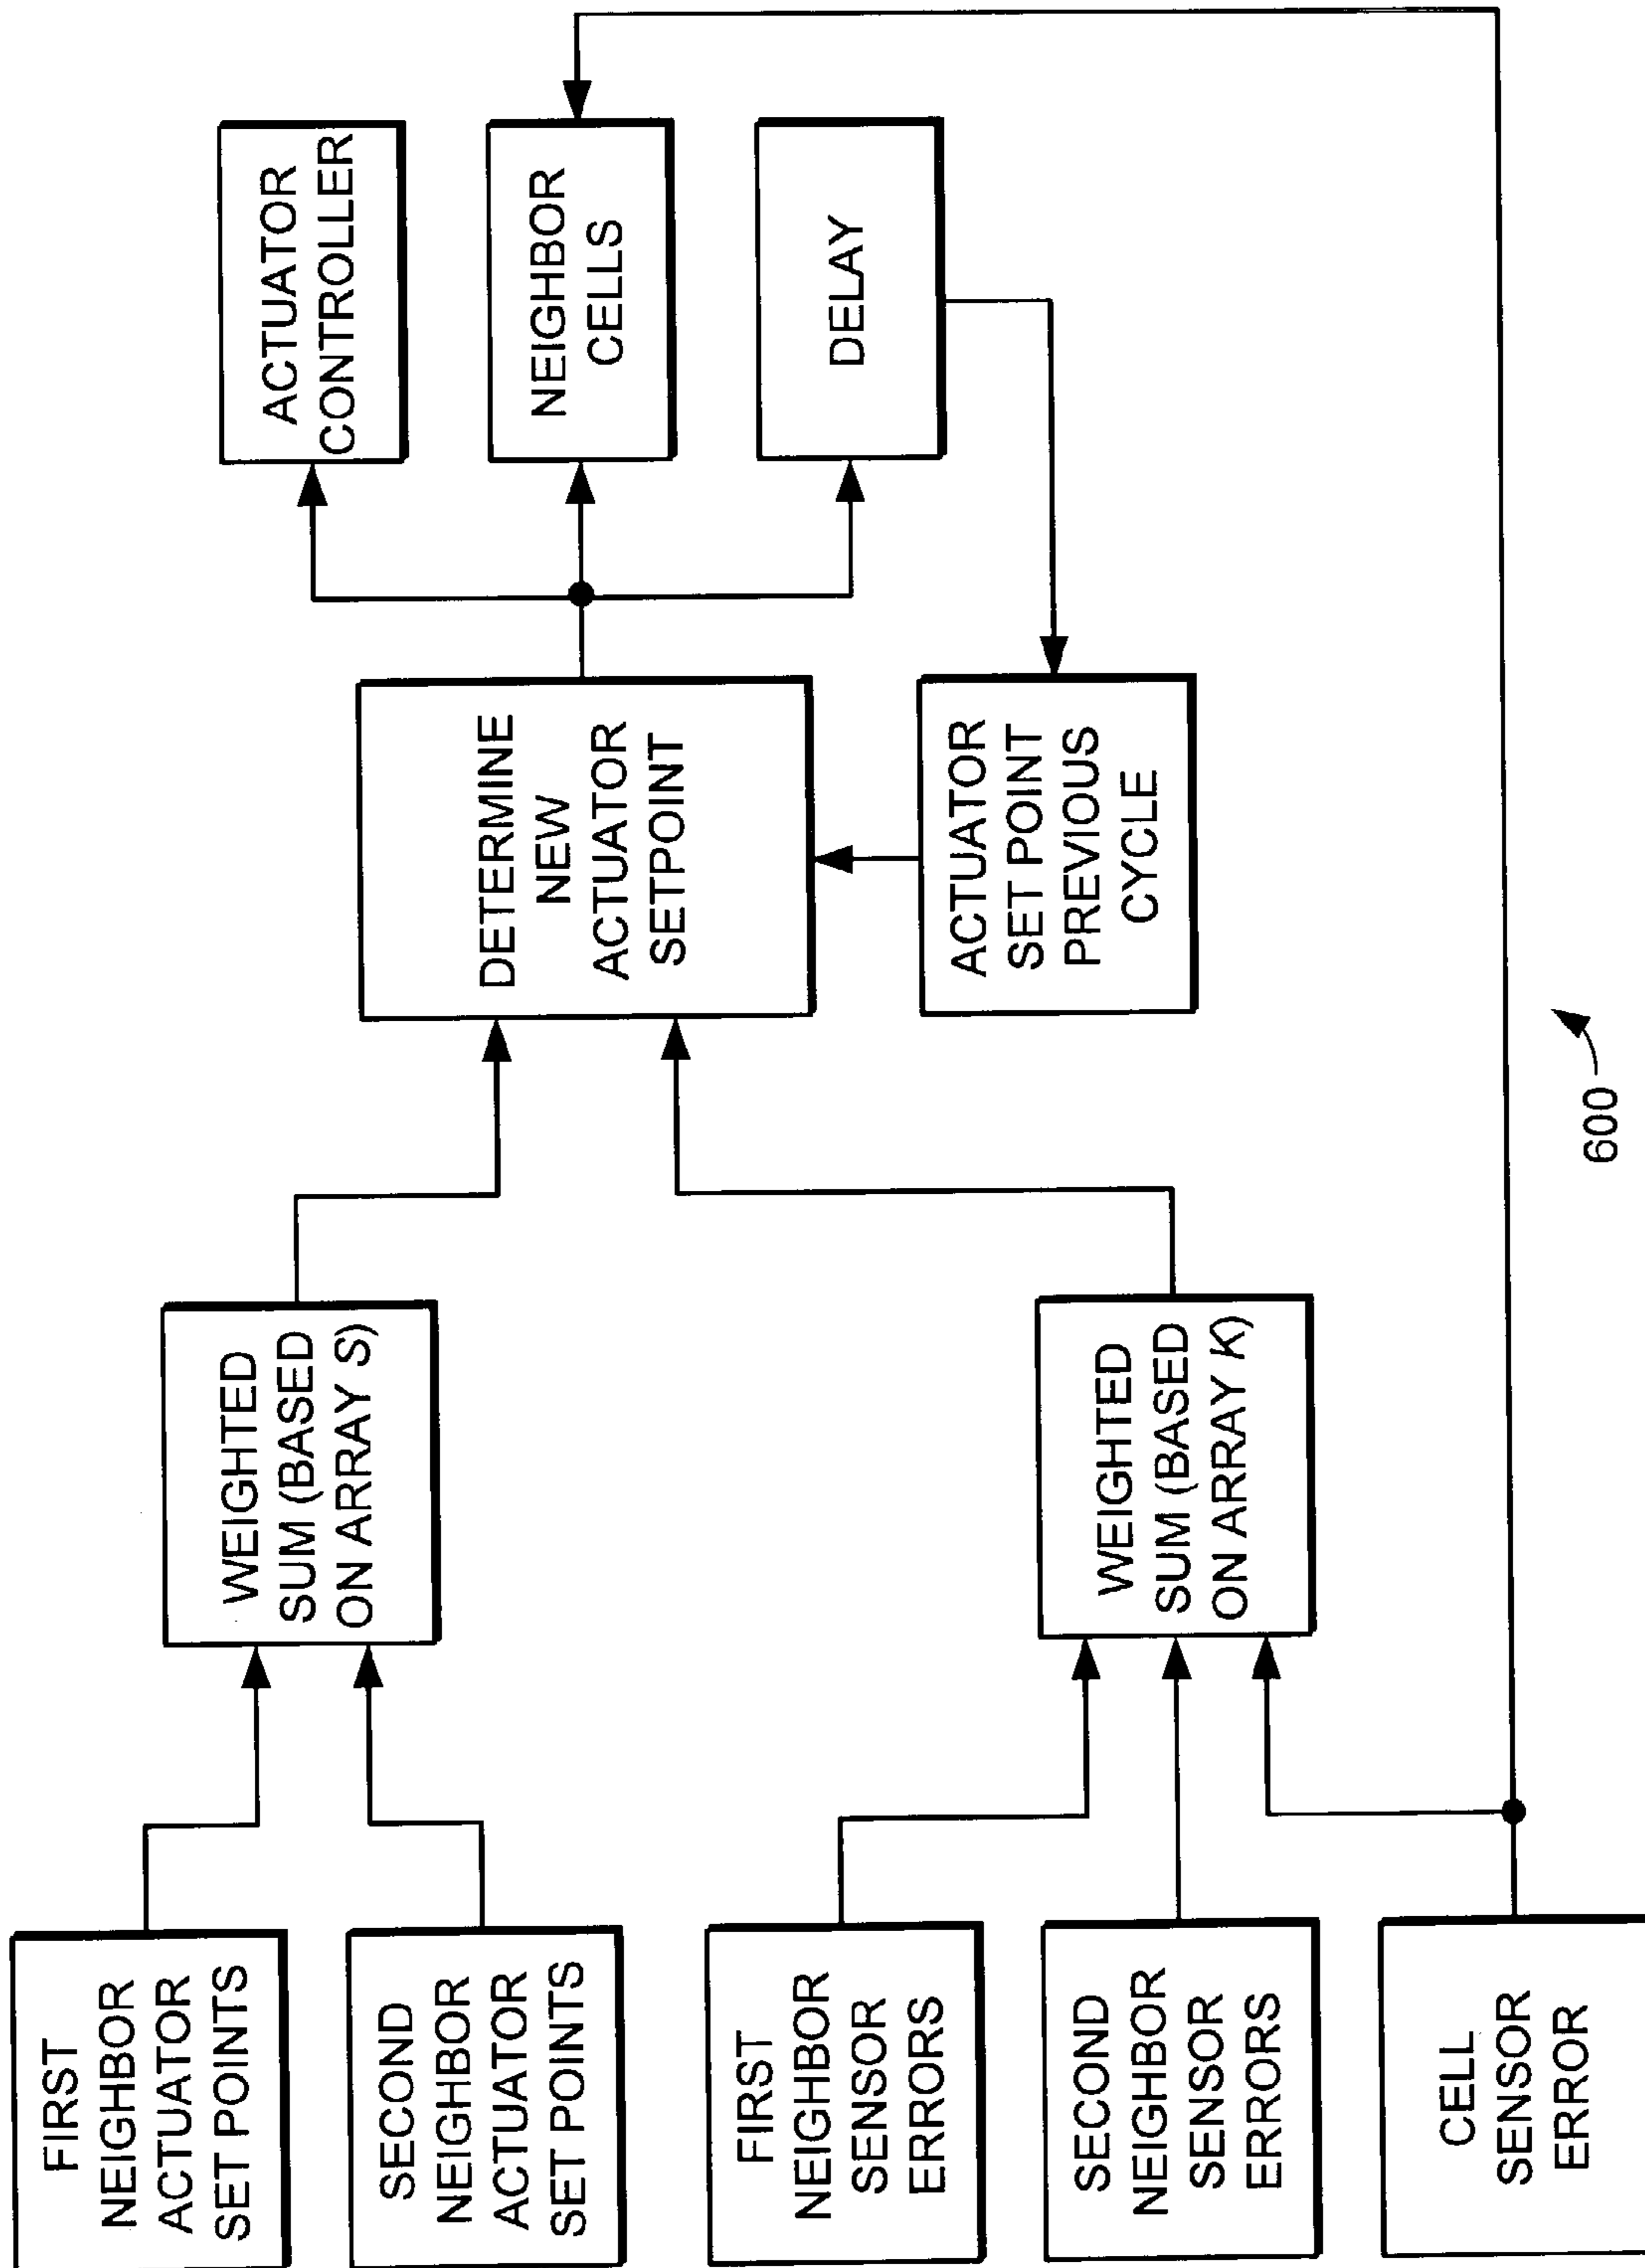 FIRST
NEIGHBOR
ACTUATOR
SET POINTS
SECOND
NEIGHBOR
ACTUATOR
SET POINTS
FIRST
NEIGHBOR
SENSOR
ERRORS
SECOND
NEIGHBOR
SENSOR
ERRORS
CELL
SENSOR
ERROR
WEIGHTED
SUM (BASED
ON ARRAY S)
WEIGHTED
SUM (BASED
ON ARRAY K)
DETERMINE
NEW
ACTUATOR
SETPOINT
ACTUATOR
SET POINT
PREVIOUS
CYCLE
ACTUATOR
CONTROLLER
NEIGHBOR
CELLS
DELAY
600